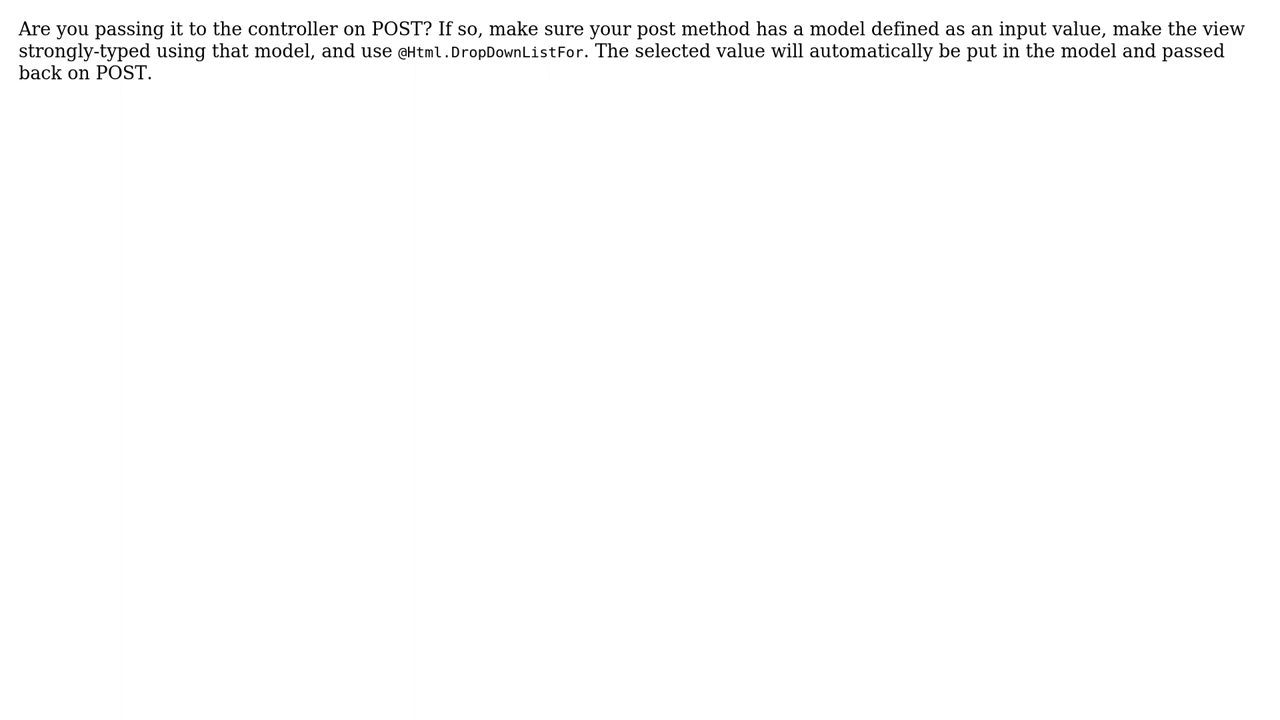 Are you passing it to the controller on POST? If so, make sure your post method has a model defined as an input value, make the view
strongly-typed using that model, and use @Html.DropDownListFor. The selected value will automatically be put in the model and passed
back on POST.